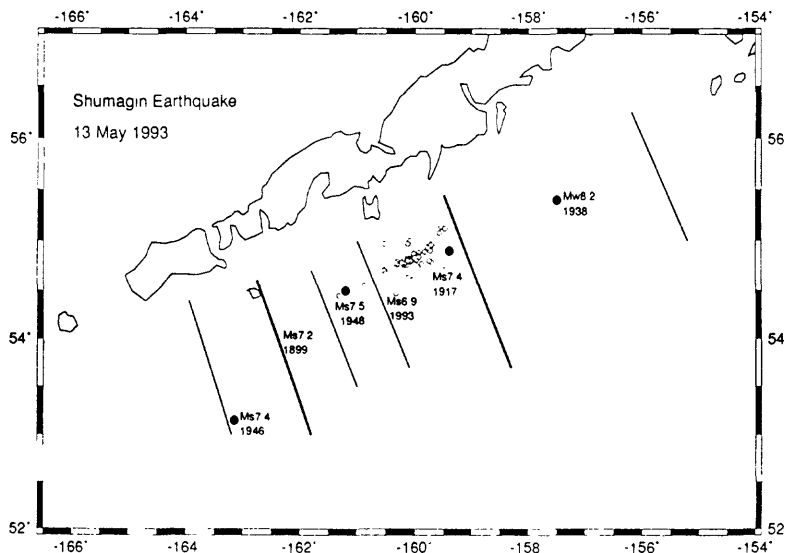 -166° -164° -162° -160° -158° -156° -154°
Shumagin Earthquake
13 May 1993
56° 56°
Mw8 2
1938
Ms7 4
1917
Ms7 5
1948
Ms6 9
1993
Ms7 2
1899
54° 54°
Ms7 4
1946
52° 52°
-166° -164° -162° -160° -158° -156° -154°